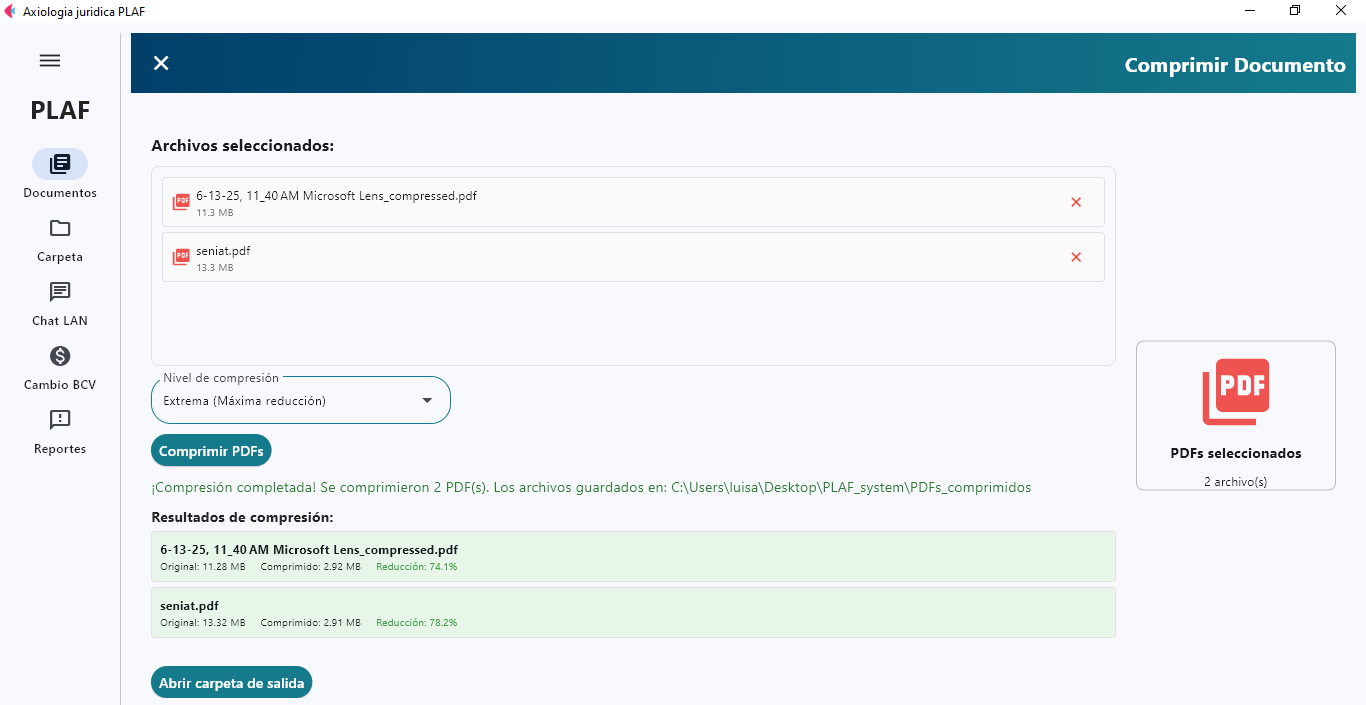 Axiologia juridica PLAF
Comprimir Documento
PLAF
Documentos
Carpeta
Chat LAN
Cambio BCV
Reportes
Archivos seleccionados:
PDF
6-13-25, 11_40 AM Microsoft Lens_compressed.pdf
11.3 MB
PDF
seniat.pdf
13.3 MB
Nivel de compresión
Extrema (Máxima reducción)
Comprimir PDFs
PDF
PDFs seleccionados
2 archivo(s)
¡Compresión completada! Se comprimieron 2 PDF(s). Los archivos guardados en: C:\Users\luisa\Desktop\PLAF_system\PDFs_comprimidos
Resultados de compresión:
6-13-25, 11_40 AM Microsoft Lens_compressed.pdf
Original: 11.28 MB Comprimido: 2.92 MB Reducción: 74.1%
seniat.pdf
Original: 13.32 MB Comprimido: 2.91 MB Reducción: 78.2%
Abrir carpeta de salida